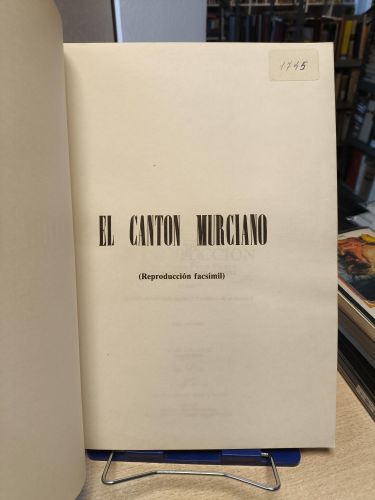 1745
EL CANTON MURCIANO
(Reproducción facsímil)